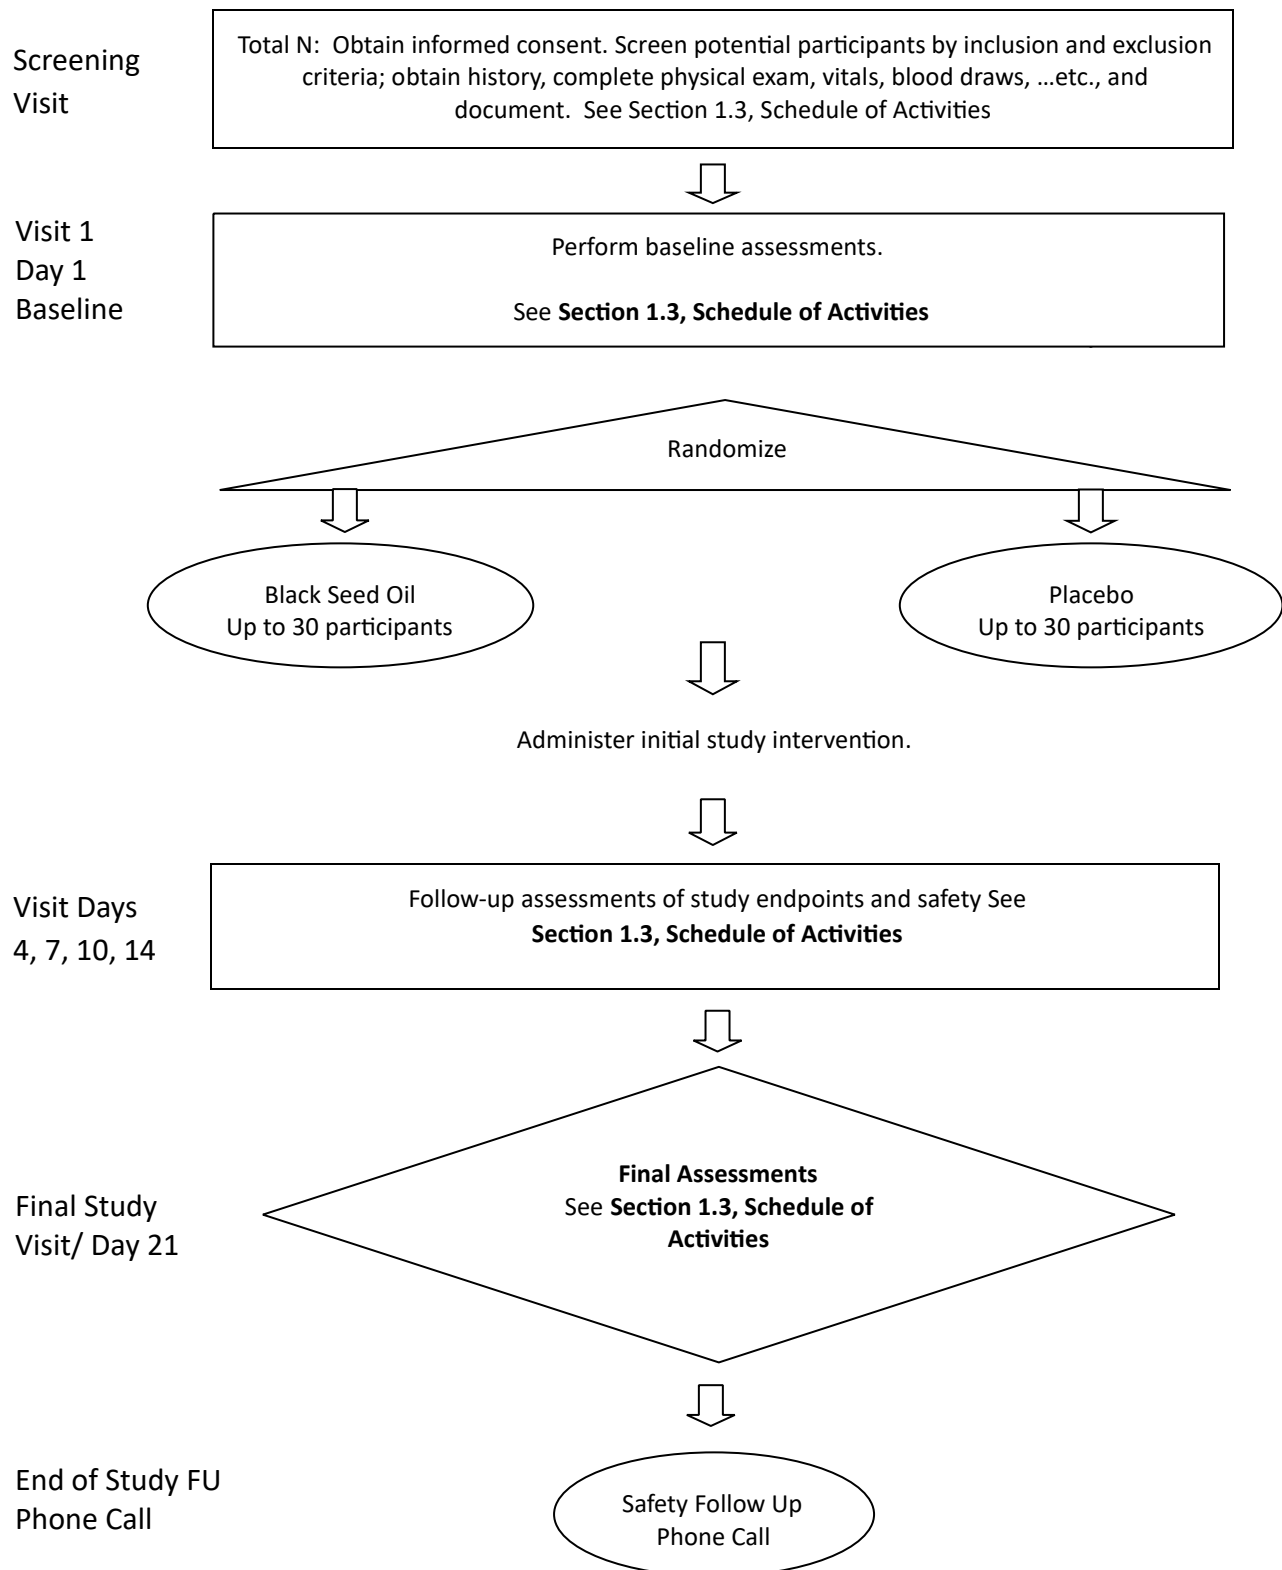 Screening
Visit
Total N:  Obtain informed consent. Screen potential participants by inclusion and exclusion
criteria; obtain history, complete physical exam, vitals, blood draws, ...etc., and
document.  See Section 1.3, Schedule of Activities
Visit 1
Day 1
Baseline
Perform baseline assessments.
See Section 1.3, Schedule of Activities
Randomize
Black Seed Oil
Up to 30 participants
Placebo
Up to 30 participants
Administer initial study intervention.
Visit Days
4, 7, 10, 14
Follow-up assessments of study endpoints and safety See
Section 1.3, Schedule of Activities
Final Study
Visit/ Day 21
Final Assessments
See Section 1.3, Schedule of
Activities
End of Study FU
Phone Call
Safety Follow Up
Phone Call